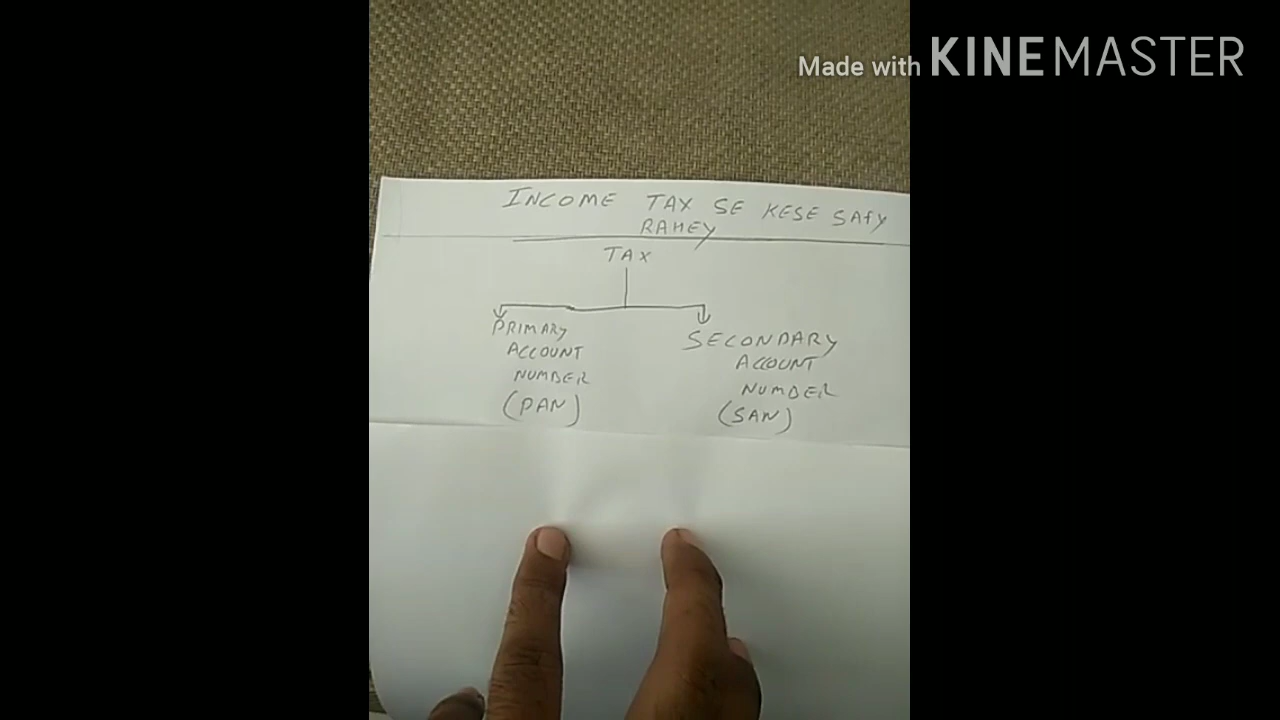 Made with KINEMASTER
INCOME TAX SE KESE SAFY
RAHEY
TAX
PRIMARY
ACCOUNT
NUMBER
(PAN)
SECONDARY
ACCOUNT
NUMBER
(SAN)